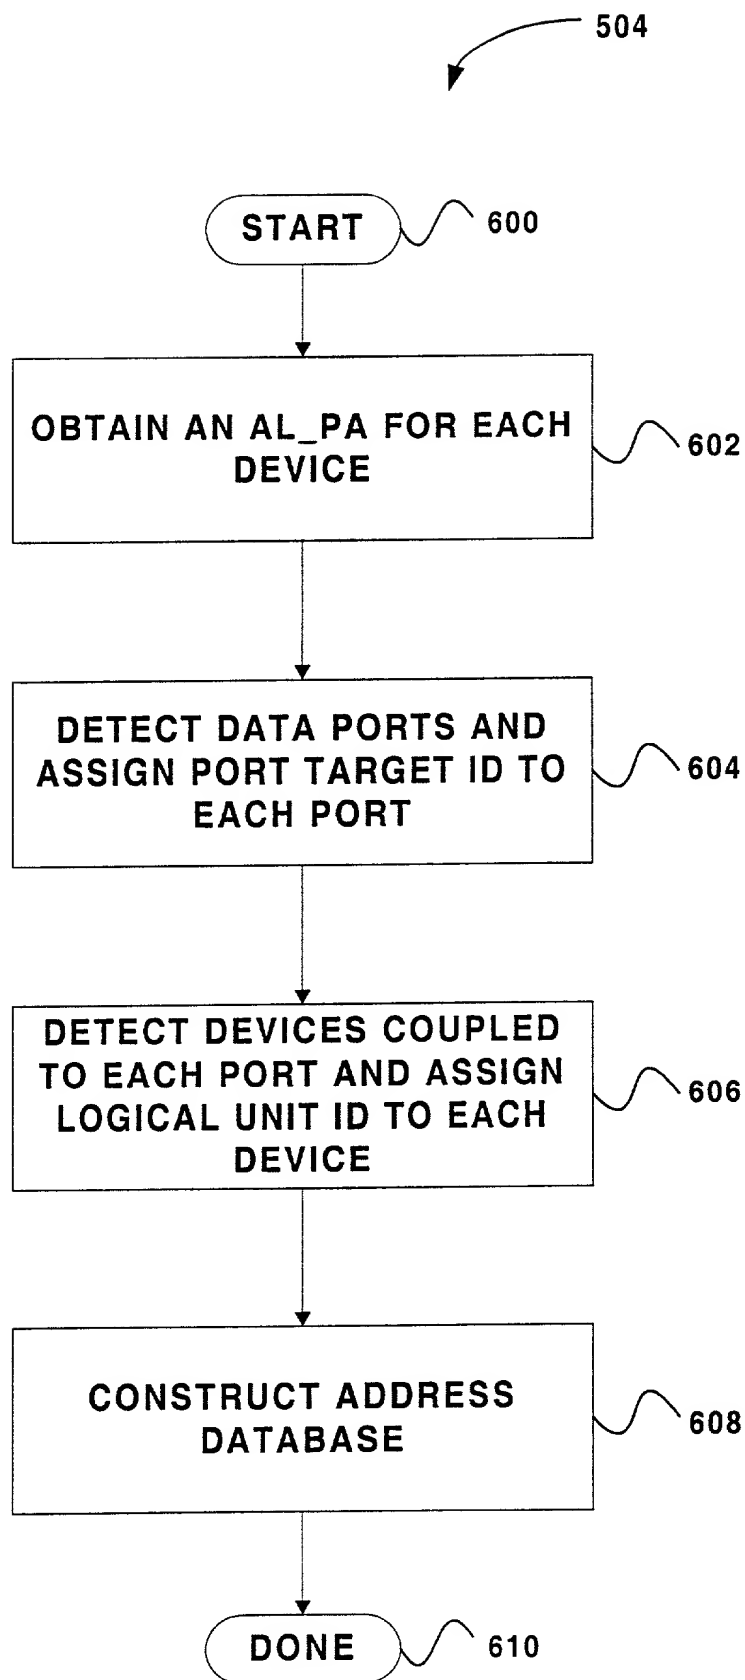 504
START
600
OBTAIN AN AL_PA FOR EACH
DEVICE
602
DETECT DATA PORTS AND
ASSIGN PORT TARGET ID TO
EACH PORT
604
DETECT DEVICES COUPLED
TO EACH PORT AND ASSIGN
LOGICAL UNIT ID TO EACH
DEVICE
606
CONSTRUCT ADDRESS
DATABASE
608
DONE
610